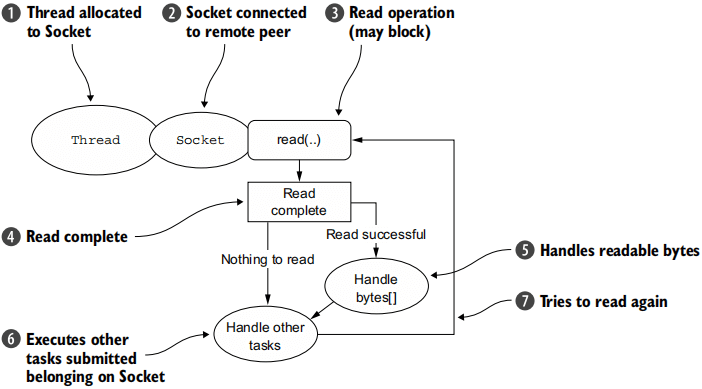 1 Thread allocated
to Socket
2 Socket connected
to remote peer
3 Read operation
(may block)
Thread
Socket
read(..)
Read
complete
4 Read complete
Read successful
Nothing to read
5 Handles readable bytes
Handle
bytes[]
7 Tries to read again
Handle other
tasks
6 Executes other
tasks submitted
belonging on Socket